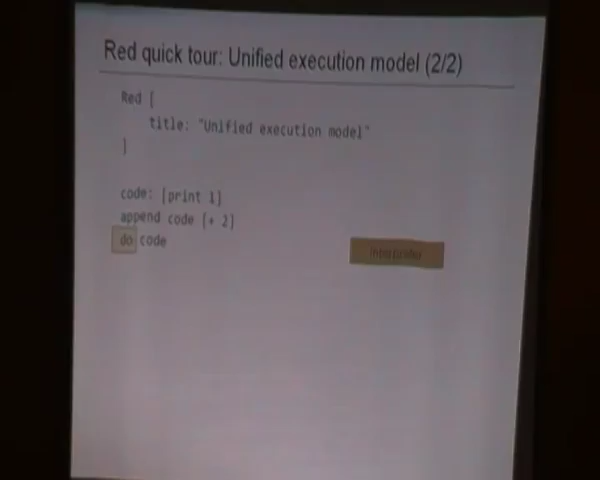 Red quick tour: Unified execution model (2/2)
Red [
title: "Unified execution model"
]
code: [print 1]
append code [+ 2]
do code
Interpreter